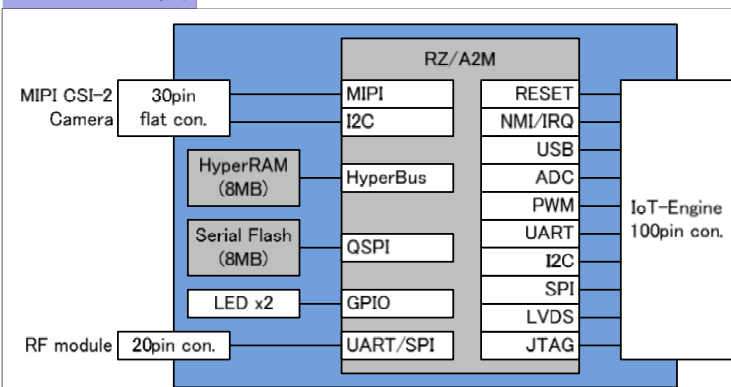 RZ/A2M
MIPI CSI-2
Camera
30pin
flat con.
MIPI
I2C
HyperRAM
(8MB)
HyperBus
Serial Flash
(8MB)
QSPI
LED x2
GPIO
RF module
20pin con.
UART/SPI
RESET
NMI/IRQ
USB
ADC
PWM
UART
I2C
SPI
LVDS
JTAG
IoT-Engine
100pin con.